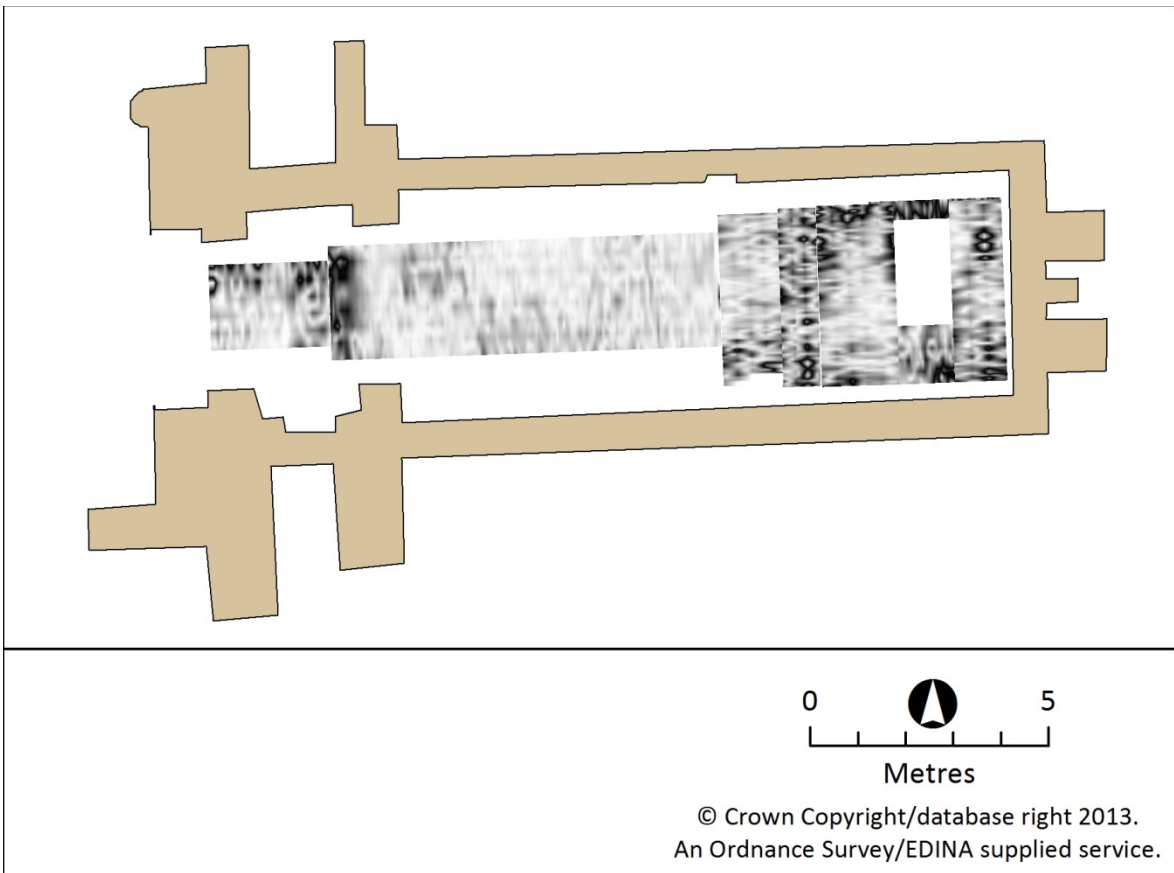 0 5
Metres
© Crown Copyright/database right 2013.
An Ordnance Survey/EDINA supplied service.